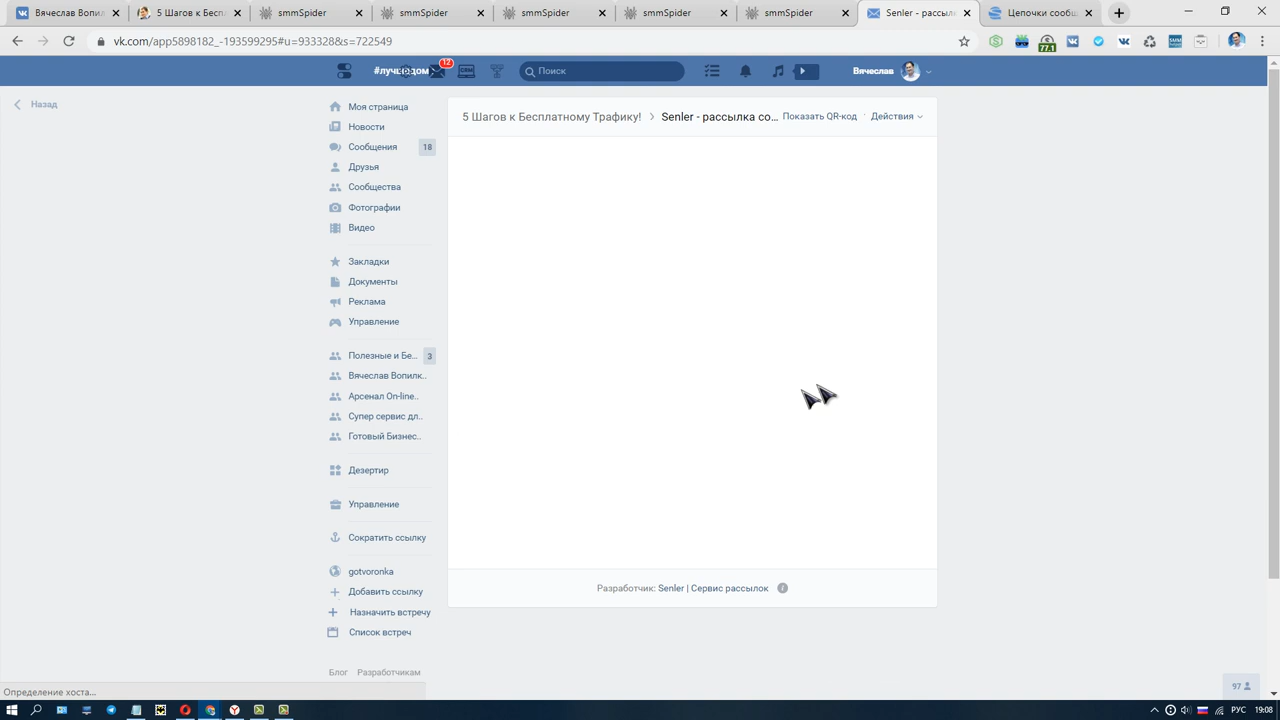 Вячеслав Вопил
5 Шагов к Бесп
smmSpider
smmSpider
smmSpider
smmSpider
smmSpider
Senler - рассыл
Цепочки сообщ
vk.com/app5898182_-193599295#u=933328&s=722549
77.1
12
CRM
Поиск
Вячеслав
Назад
5 Шагов к Бесплатному Трафику!
Senler - рассылка со...
Показать QR-код
Действия
Моя страница
Новости
Сообщения 18
Друзья
Сообщества
Фотографии
Видео
Закладки
Документы
Реклама
Управление
Полезные и Бе... 3
Вячеслав Вопилк..
Арсенал On-line..
Супер сервис дл..
Готовый Бизнес..
Дезертир
Управление
Сократить ссылку
gotvoronka
Добавить ссылку
Назначить встречу
Список встреч
Разработчик: Senler | Сервис рассылок
Блог Разработчикам
Определение хоста...
97
РУС 19:08